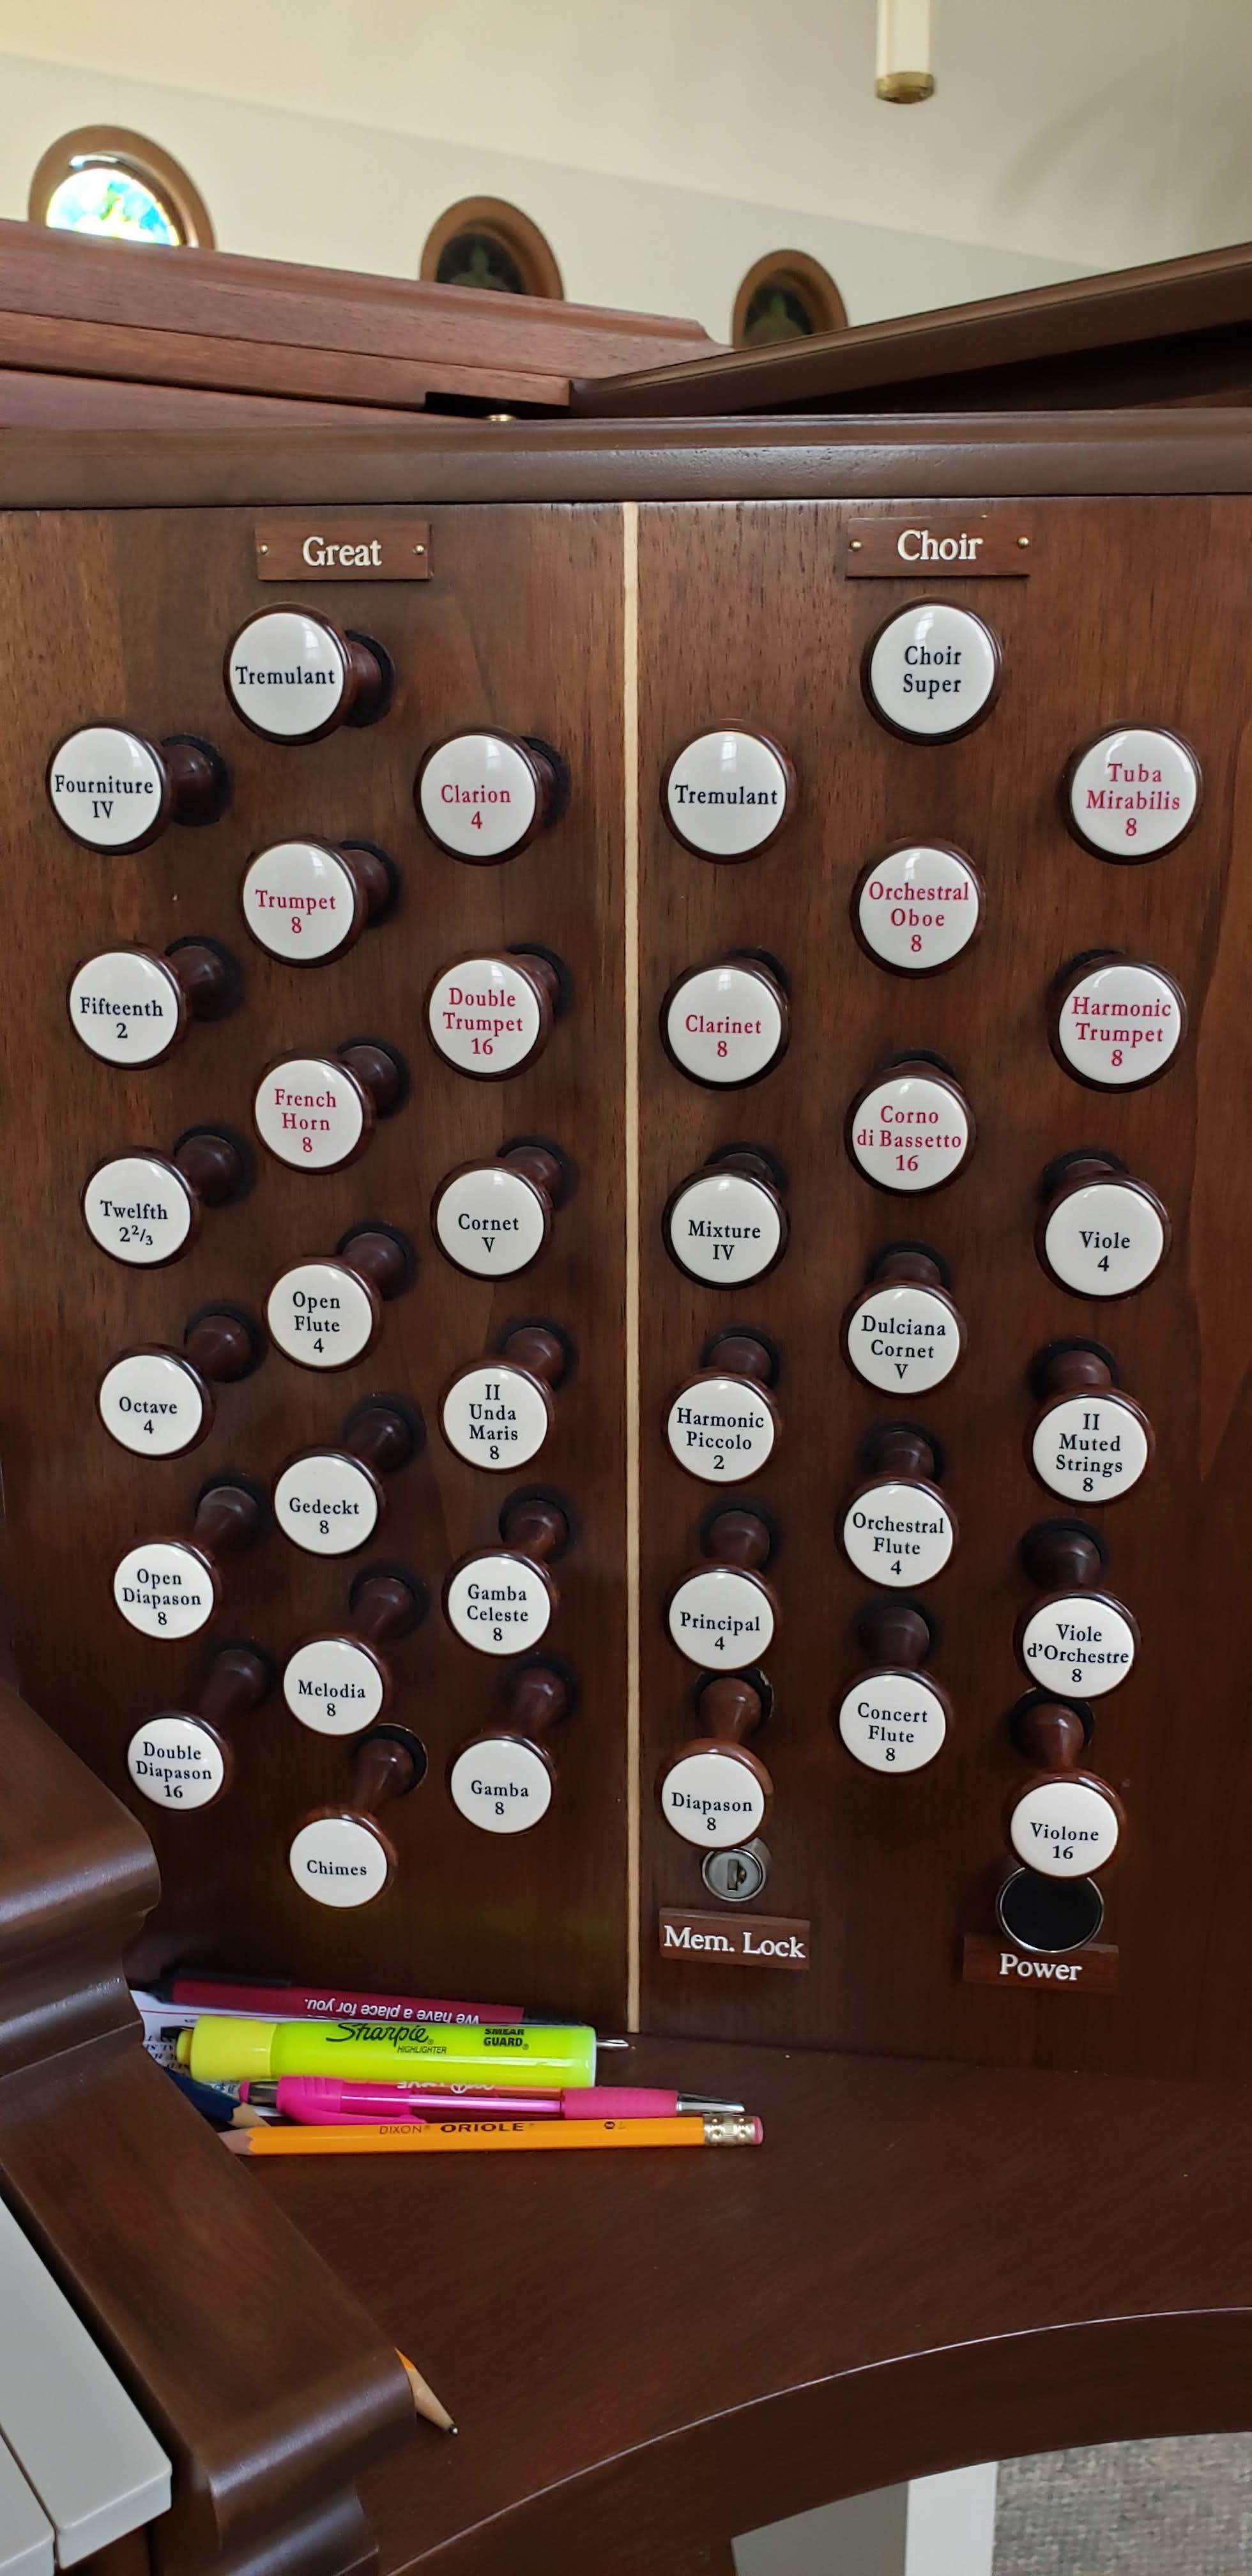 Great
Tremulant
Fourniture
IV
Clarion
4
Trumpet
8
Fifteenth
2
Double
Trumpet
16
French
Horn
8
Twelfth
2 2/3
Cornet
V
Open
Flute
4
Octave
4
II
Unda
Maris
8
Gedeckt
8
Open
Diapason
8
Gamba
Celeste
8
Melodia
8
Double
Diapason
16
Gamba
8
Chimes
Choir
Choir
Super
Tremulant
Tuba
Mirabilis
8
Orchestral
Oboe
8
Clarinet
8
Harmonic
Trumpet
8
Corno
di Bassetto
16
Mixture
IV
Viole
4
Dulciana
Cornet
V
Harmonic
Piccolo
2
II
Muted
Strings
8
Orchestral
Flute
4
Principal
4
Viole
d'Orchestre
8
Concert
Flute
8
Diapason
8
Violone
16
Mem. Lock
Power
We have a place for you.
Sharpie®
HIGHLIGHTER
SMEAR
GUARD®
DIXON® ORIOLE®